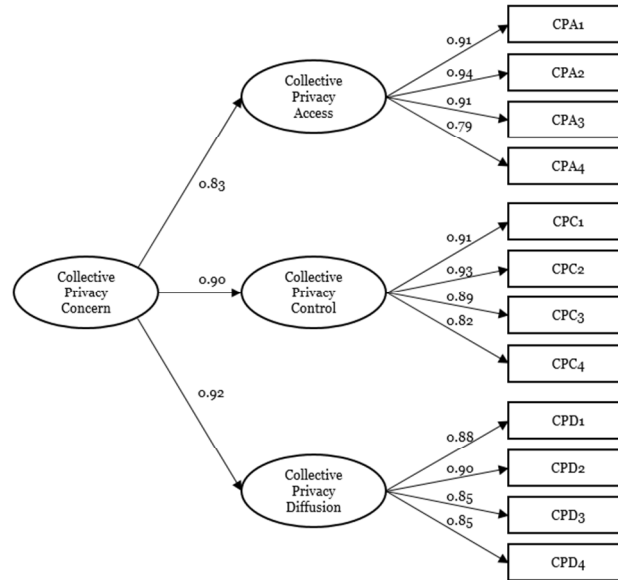 CPA1
0.91
Collective
Privacy
Access
0.94
CPA2
0.91
CPA3
0.79
CPA4
0.83
CPC1
0.91
Collective
Privacy
Concern
0.90
Collective
Privacy
Control
0.93
CPC2
0.89
CPC3
0.82
CPC4
0.92
CPD1
0.88
Collective
Privacy
Diffusion
0.90
CPD2
0.85
CPD3
0.85
CPD4